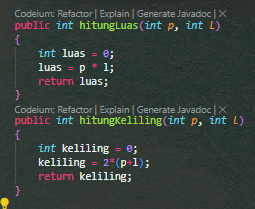 Codeium: Refactor | Explain | Generate Javadoc | ✕
public int hitungLuas(int p, int l)
{
    int luas = 0;
    luas = p * l;
    return luas;
}
Codeium: Refactor | Explain | Generate Javadoc | ✕
public int hitungKeliling(int p, int l)
{
    int keliling = 0;
    keliling = 2*(p+l);
    return keliling;
}